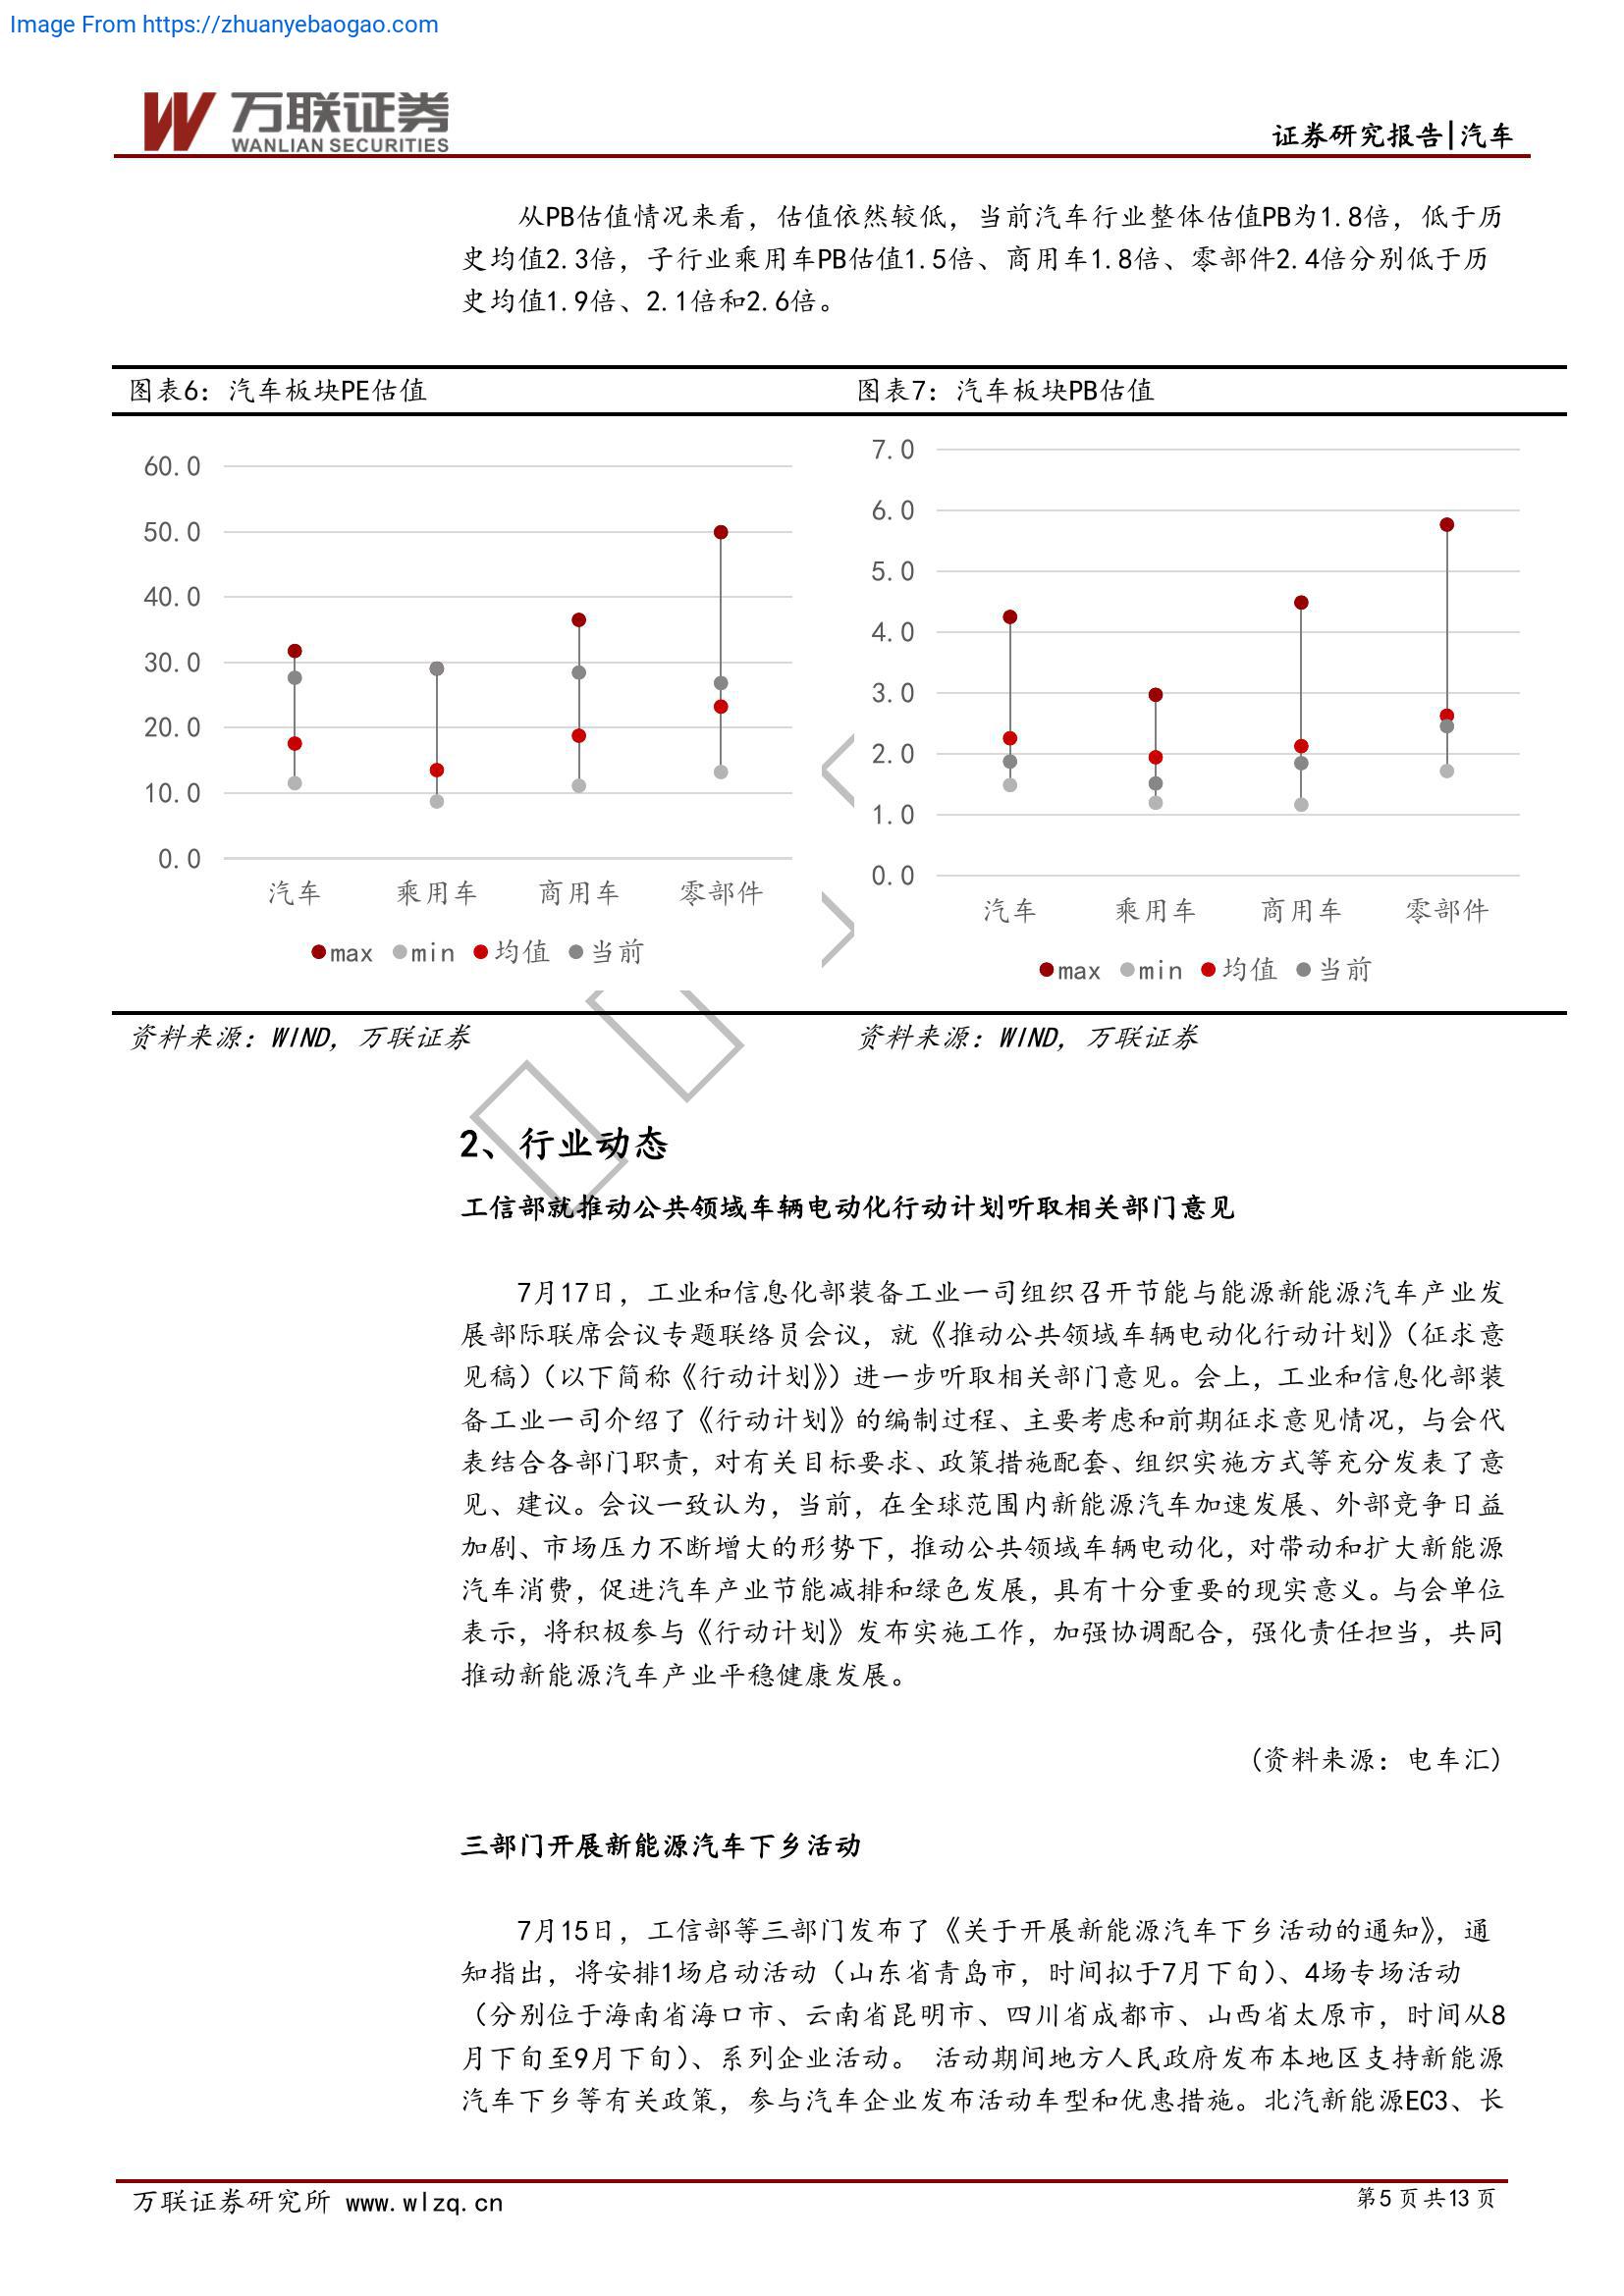 Image From https://zhuanyebaogao.com
万联证券
WANLIAN SECURITIES
证券研究报告|汽车
从PB估值情况来看，估值依然较低，当前汽车行业整体估值PB为1.8倍，低于历
史均值2.3倍，子行业乘用车PB估值1.5倍、商用车1.8倍、零部件2.4倍分别低于历
史均值1.9倍、2.1倍和2.6倍。
图表6：汽车板块PE估值
60.0
50.0
40.0
30.0
20.0
10.0
0.0
汽车 乘用车 商用车 零部件
max min 均值 当前
资料来源：WIND，万联证券
图表7：汽车板块PB估值
7.0
6.0
5.0
4.0
3.0
2.0
1.0
0.0
汽车 乘用车 商用车 零部件
max min 均值 当前
资料来源：WIND，万联证券
2、行业动态
工信部就推动公共领域车辆电动化行动计划听取相关部门意见
7月17日，工业和信息化部装备工业一司组织召开节能与能源新能源汽车产业发
展部际联席会议专题联络员会议，就《推动公共领域车辆电动化行动计划》（征求意
见稿）（以下简称《行动计划》）进一步听取相关部门意见。会上，工业和信息化部装
备工业一司介绍了《行动计划》的编制过程、主要考虑和前期征求意见情况，与会代
表结合各部门职责，对有关目标要求、政策措施配套、组织实施方式等充分发表了意
见、建议。会议一致认为，当前，在全球范围内新能源汽车加速发展、外部竞争日益
加剧、市场压力不断增大的形势下，推动公共领域车辆电动化，对带动和扩大新能源
汽车消费，促进汽车产业节能减排和绿色发展，具有十分重要的现实意义。与会单位
表示，将积极参与《行动计划》发布实施工作，加强协调配合，强化责任担当，共同
推动新能源汽车产业平稳健康发展。
(资料来源：电车汇)
三部门开展新能源汽车下乡活动
7月15日，工信部等三部门发布了《关于开展新能源汽车下乡活动的通知》，通
知指出，将安排1场启动活动（山东省青岛市，时间拟于7月下旬）、4场专场活动
（分别位于海南省海口市、云南省昆明市、四川省成都市、山西省太原市，时间从8
月下旬至9月下旬）、系列企业活动。 活动期间地方人民政府发布本地区支持新能源
汽车下乡等有关政策，参与汽车企业发布活动车型和优惠措施。北汽新能源EC3、长
万联证券研究所 www.wlzq.cn
第5页共13页